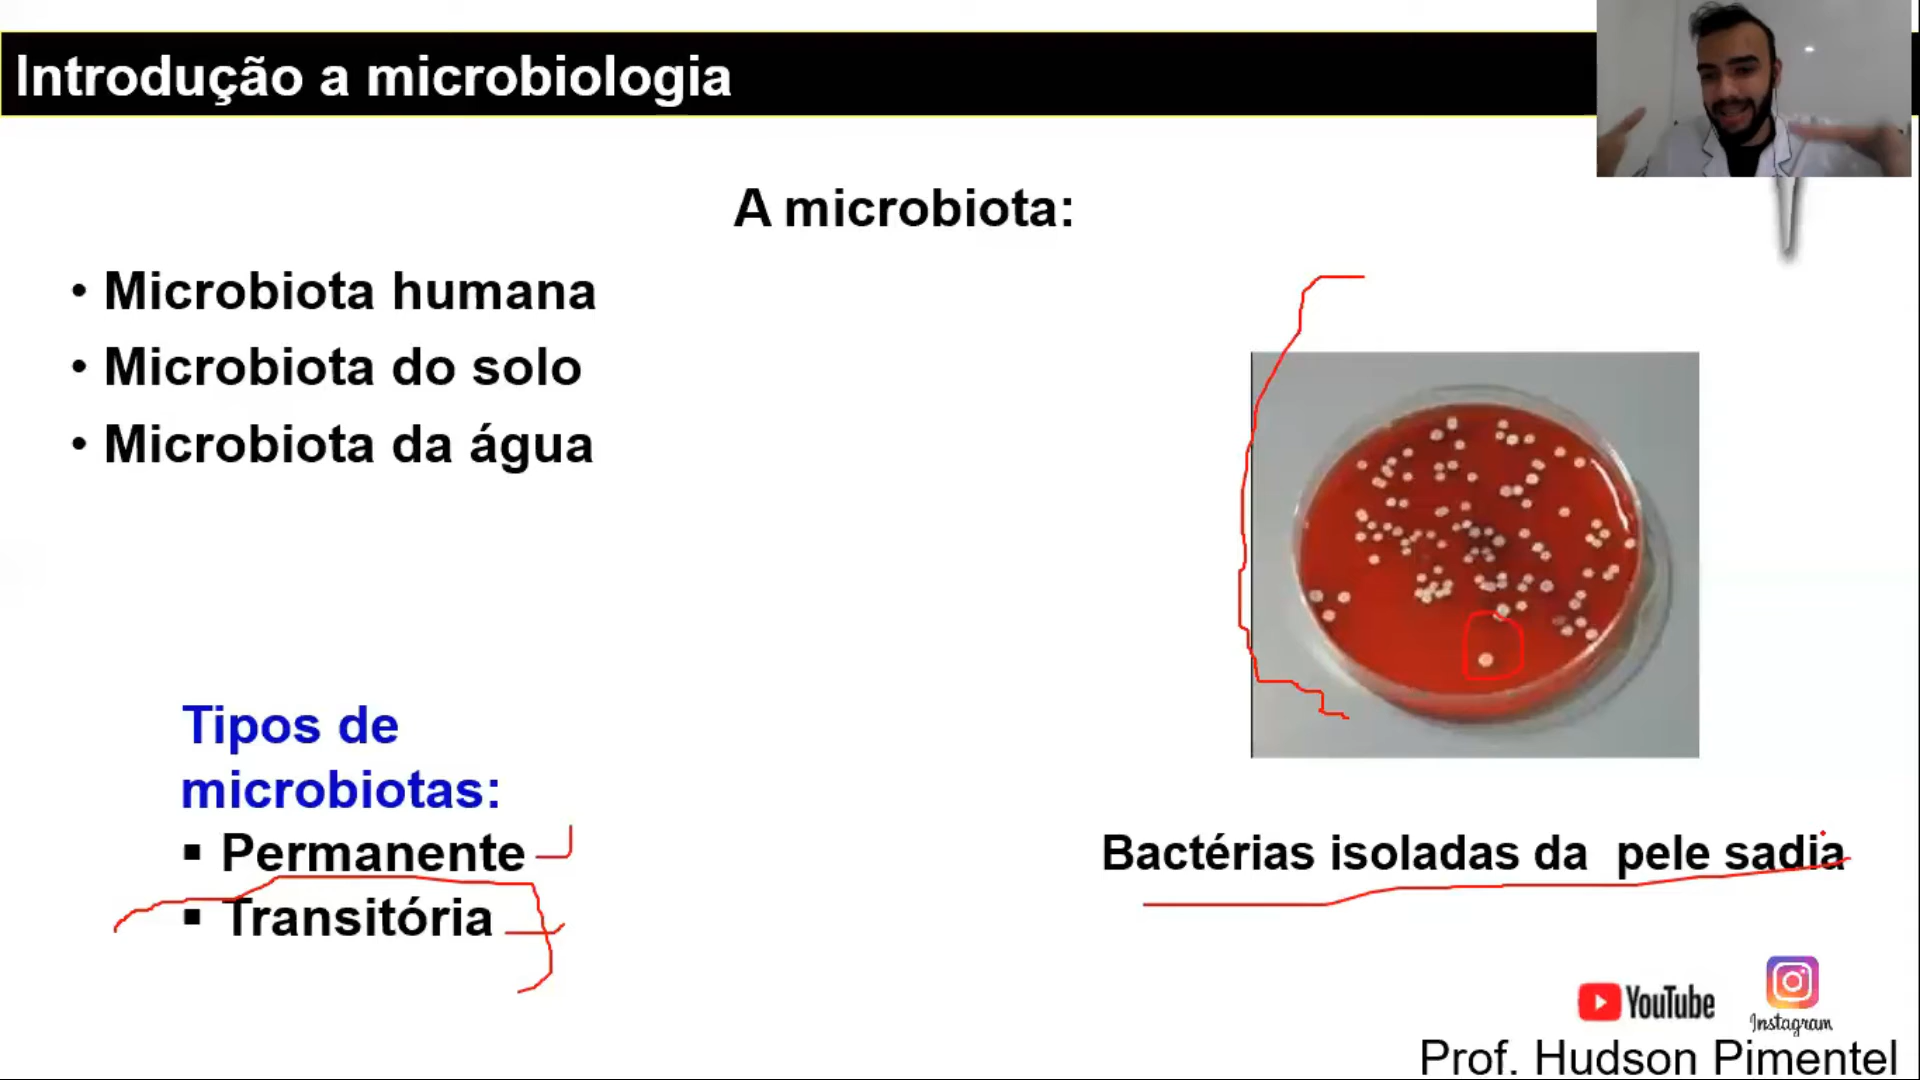 Introdução a microbiologia
A microbiota:
• Microbiota humana
• Microbiota do solo
• Microbiota da água
Tipos de
microbiotas:
▪ Permanente
▪ Transitória
Bactérias isoladas da pele sadia
YouTube
Instagram
Prof. Hudson Pimentel